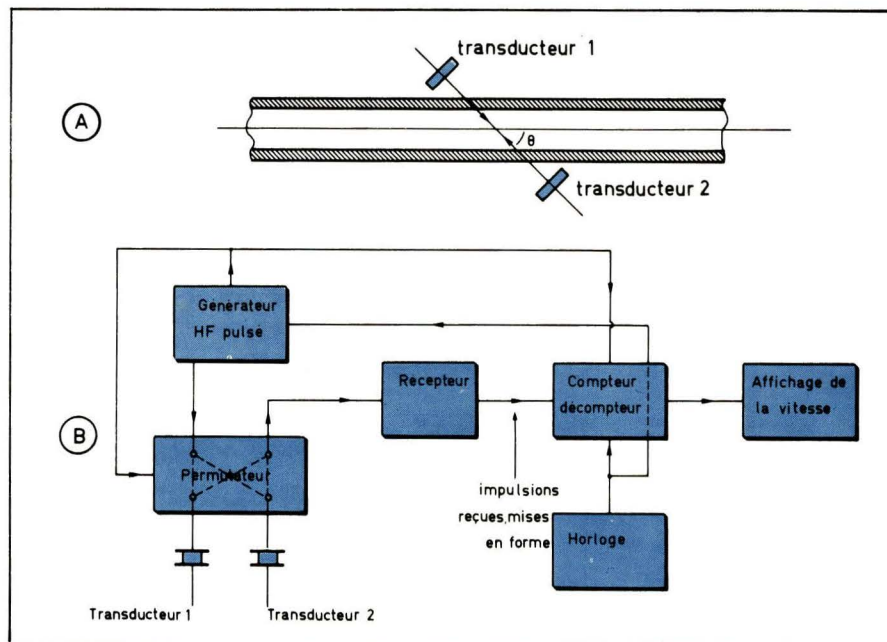 transducteur 1
A
θ
transducteur 2
Générateur
HF pulsé
Récepteur
Compteur
décompteur
Affichage de
la vitesse
B
Permutateur
impulsions
reçues,mises
en forme
Horloge
Transducteur 1
Transducteur 2